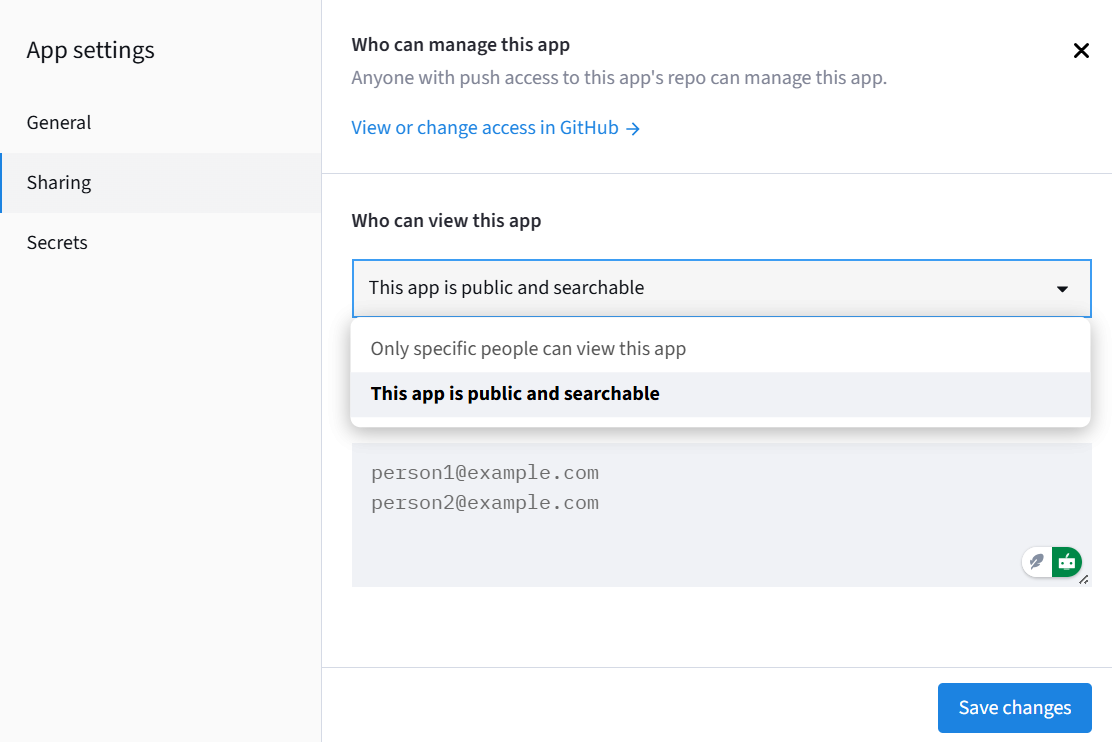 App settings
General
Sharing
Secrets
Who can manage this app
Anyone with push access to this app's repo can manage this app.
View or change access in GitHub →
Who can view this app
This app is public and searchable
Only specific people can view this app
This app is public and searchable
person1@example.com
person2@example.com
Save changes